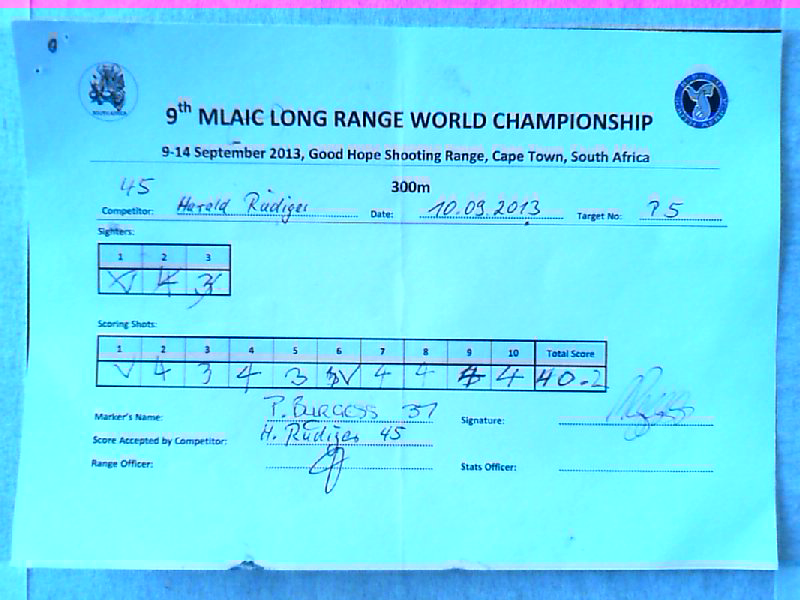 9th MLAIC LONG RANGE WORLD CHAMPIONSHIP
9-14 September 2013, Good Hope Shooting Range, Cape Town, South Africa
300m
45
Competitor: Harald Rüdiger Date: 10.09.2013 Target No: 75
Sighters:
1 2 3
V 4 3
Scoring Shots:
1 2 3 4 5 6 7 8 9 10 Total Score
V 4 3 4 3 V 4 4 4 4 40-2
Marker's Name: P. BURGESS 37 Signature:
Score Accepted by Competitor: H. Rüdiger 45
Range Officer: Stats Officer: